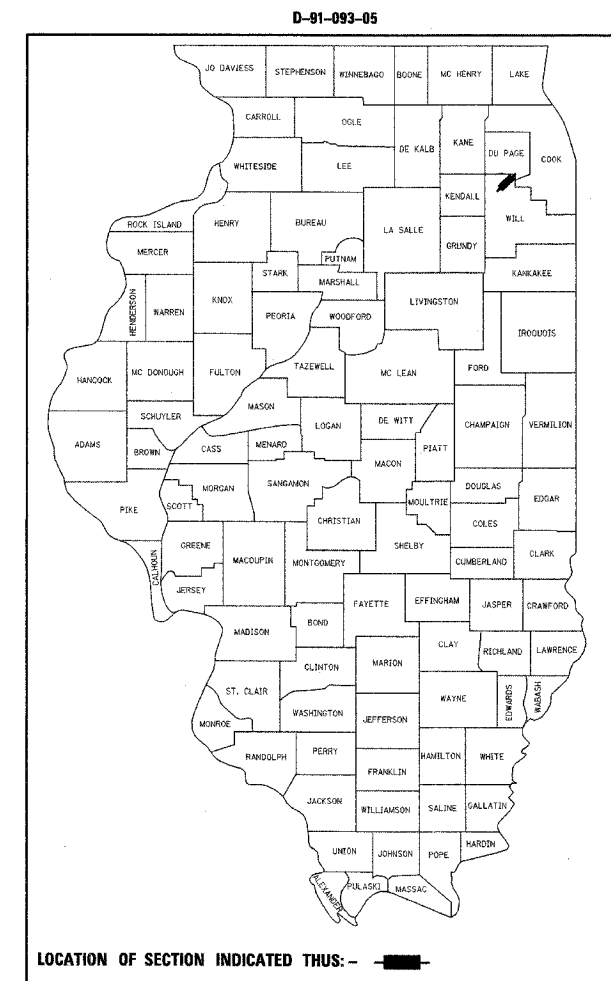 D-91-093-05
JO DAVIESS
STEPHENSON
WINNEBAGO
BOONE
MC HENRY
LAKE
CARROLL
OGLE
DE KALB
KANE
DU PAGE
COOK
WHITESIDE
LEE
KENDALL
WILL
ROCK ISLAND
HENRY
BUREAU
LA SALLE
GRUNDY
MERCER
PUTNAM
KANKAKEE
STARK
MARSHALL
HENDERSON
WARREN
KNOX
PEORIA
WOODFORD
LIVINGSTON
IROQUOIS
HANCOCK
MC DONOUGH
FULTON
TAZEWELL
MC LEAN
FORD
SCHUYLER
MASON
LOGAN
DE WITT
CHAMPAIGN
VERMILION
ADAMS
BROWN
CASS
MENARD
PIATT
MACON
PIKE
SCOTT
MORGAN
SANGAMON
MOULTRIE
DOUGLAS
EDGAR
CHRISTIAN
COLES
CALHOUN
GREENE
MACOUPIN
MONTGOMERY
SHELBY
CUMBERLAND
CLARK
JERSEY
FAYETTE
EFFINGHAM
JASPER
CRAWFORD
MADISON
BOND
CLAY
RICHLAND
LAWRENCE
CLINTON
MARION
ST. CLAIR
WAYNE
EDWARDS
WABASH
WASHINGTON
JEFFERSON
MONROE
RANDOLPH
PERRY
HAMILTON
WHITE
FRANKLIN
JACKSON
WILLIAMSON
SALINE
GALLATIN
UNION
JOHNSON
POPE
HARDIN
ALEXANDER
PULASKI
MASSAC
LOCATION OF SECTION INDICATED THUS: -